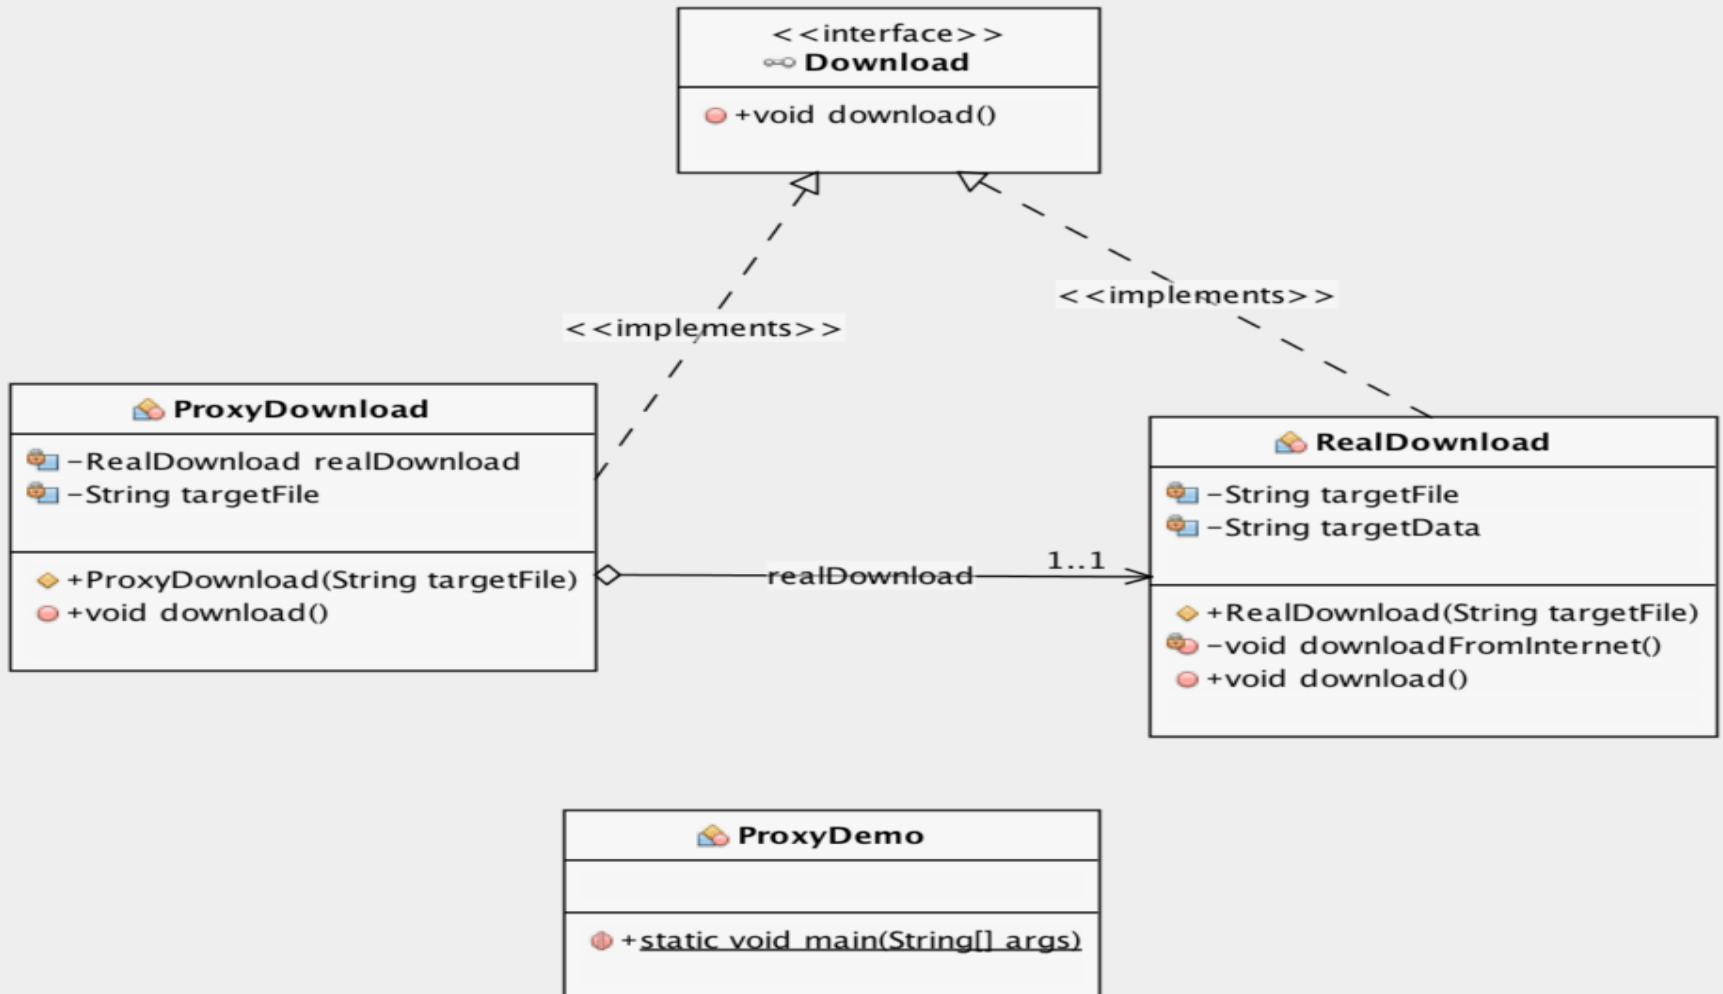 <<interface>>
Download
+void download()
<<implements>>
<<implements>>
ProxyDownload
-RealDownload realDownload
-String targetFile
+ProxyDownload(String targetFile)
+void download()
realDownload
1..1
RealDownload
-String targetFile
-String targetData
+RealDownload(String targetFile)
-void downloadFromInternet()
+void download()
ProxyDemo
+static void main(String[] args)